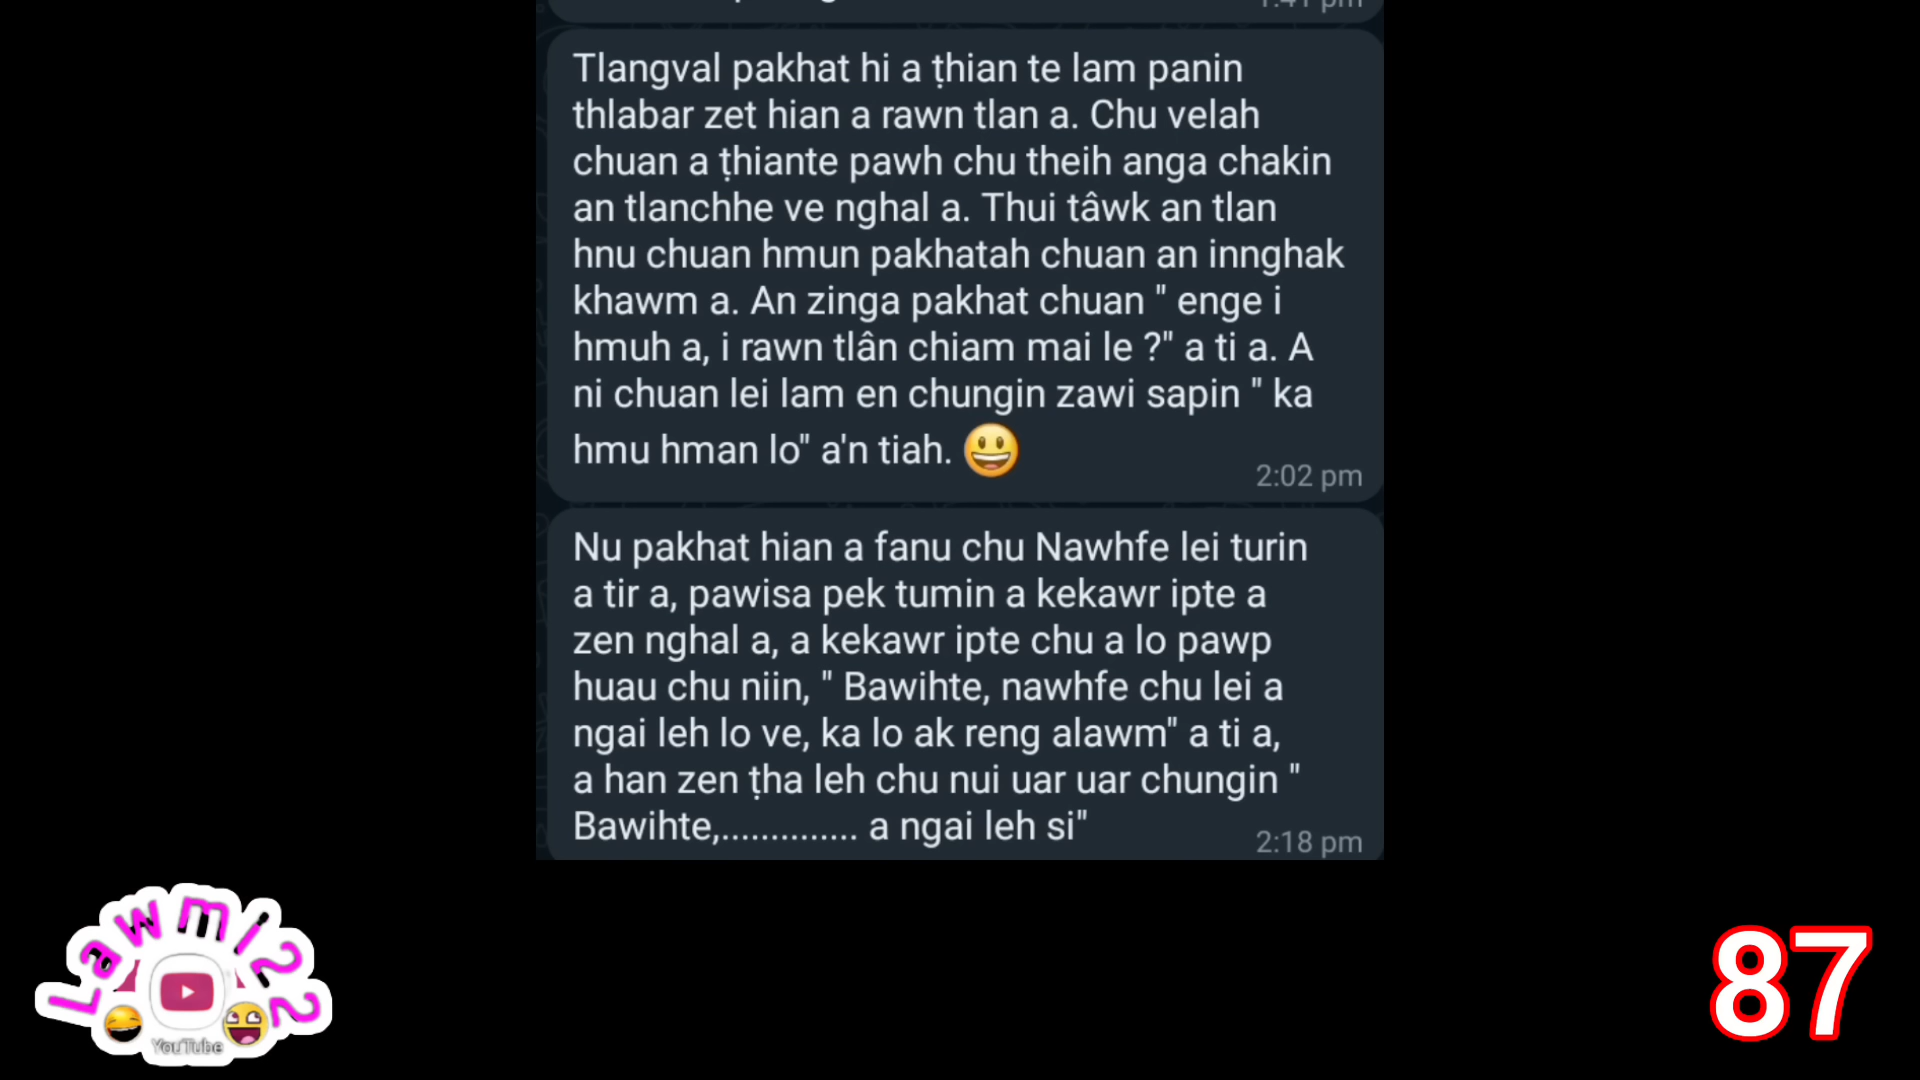 1:41 pm
Tlangval pakhat hi a ṭhian te lam panin
thlabar zet hian a rawn tlan a. Chu velah
chuan a ṭhiante pawh chu theih anga chakin
an tlanchhe ve nghal a. Thui tâwk an tlan
hnu chuan hmun pakhatah chuan an innghak
khawm a. An zinga pakhat chuan " enge i
hmuh a, i rawn tlân chiam mai le ?" a ti a. A
ni chuan lei lam en chungin zawi sapin " ka
hmu hman lo" a'n tiah. 😃
2:02 pm
Nu pakhat hian a fanu chu Nawhfe lei turin
a tir a, pawisa pek tumin a kekawr ipte a
zen nghal a, a kekawr ipte chu a lo pawp
huau chu niin, " Bawihte, nawhfe chu lei a
ngai leh lo ve, ka lo ak reng alawm" a ti a,
a han zen ṭha leh chu nui uar uar chungin "
Bawihte,.............. a ngai leh si"
2:18 pm
Lawmi22
YouTube
87